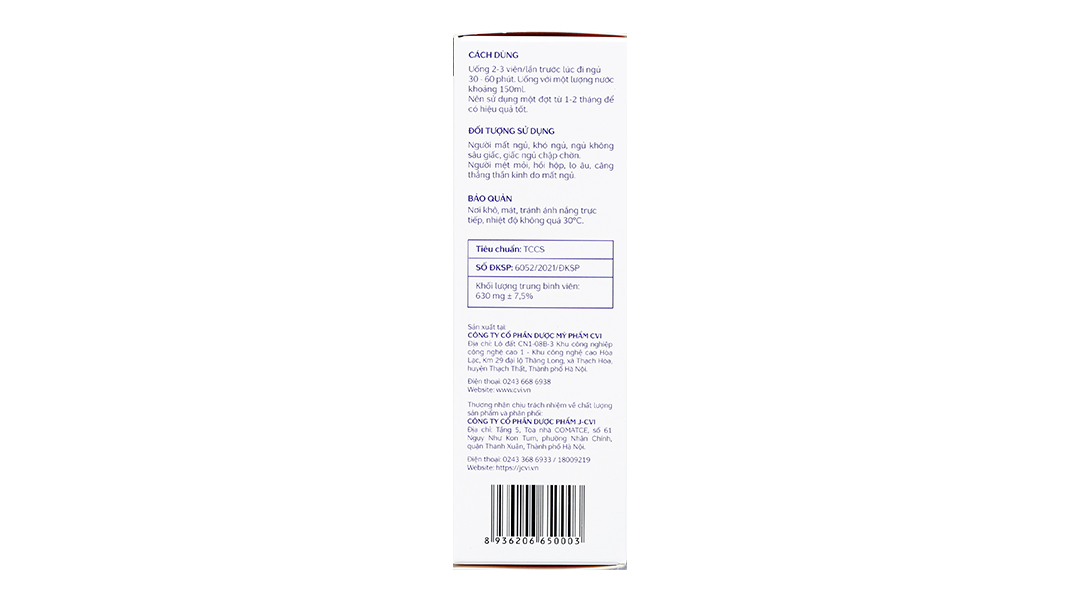 CÁCH DÙNG
Uống 2-3 viên/lần trước lúc đi ngủ
30 - 60 phút. Uống với một lượng nước
khoảng 150ml.
Nên sử dụng một đợt từ 1-2 tháng để
có hiệu quả tốt.
ĐỐI TƯỢNG SỬ DỤNG
Người mất ngủ, khó ngủ, ngủ không
sâu giấc, giấc ngủ chập chờn.
Người mệt mỏi, hồi hộp, lo âu, căng
thẳng thần kinh do mất ngủ.
BẢO QUẢN
Nơi khô, mát, tránh ánh nắng trực
tiếp, nhiệt độ không quá 30°C.
Tiêu chuẩn: TCCS
SỐ ĐKSP: 6052/2021/ĐKSP
Khối lượng trung bình viên:
630 mg ± 7,5%
Sản xuất tại:
CÔNG TY CỔ PHẦN DƯỢC MỸ PHẨM CVI
Địa chỉ: Lô đất CN1-08B-3 Khu công nghiệp
công nghệ cao 1 - Khu công nghệ cao Hòa
Lạc, Km 29 đại lộ Thăng Long, xã Thạch Hòa,
huyện Thạch Thất, Thành phố Hà Nội.
Điện thoại: 0243 668 6938
Website: www.cvi.vn
Thương nhân chịu trách nhiệm về chất lượng
sản phẩm và phân phối:
CÔNG TY CỔ PHẦN DƯỢC PHẨM J-CVI
Địa chỉ: Tầng 5, Tòa nhà COMATCE, số 61
Ngụy Như Kon Tum, phường Nhân Chính,
quận Thanh Xuân, Thành phố Hà Nội.
Điện thoại: 0243 368 6933 / 18009219
Website: https://jcvi.vn
8 936206 650003